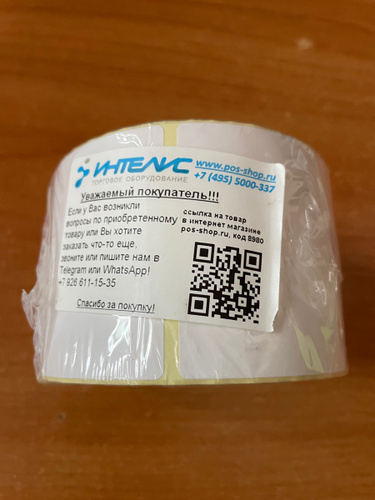 ИНТЕЛИС
ТОРГОВОЕ ОБОРУДОВАНИЕ
www.pos-shop.ru
+7 (495) 5000-337
Уважаемый покупатель!!!
Если у Вас возникли
вопросы по приобретенному
товару или Вы хотите
заказать что-то еще,
звоните или пишите нам в
Telegram или WhatsApp!
+7 926 611-15-35
Спасибо за покупку!
ссылка на товар
в интернет магазине
pos-shop.ru, код 8980